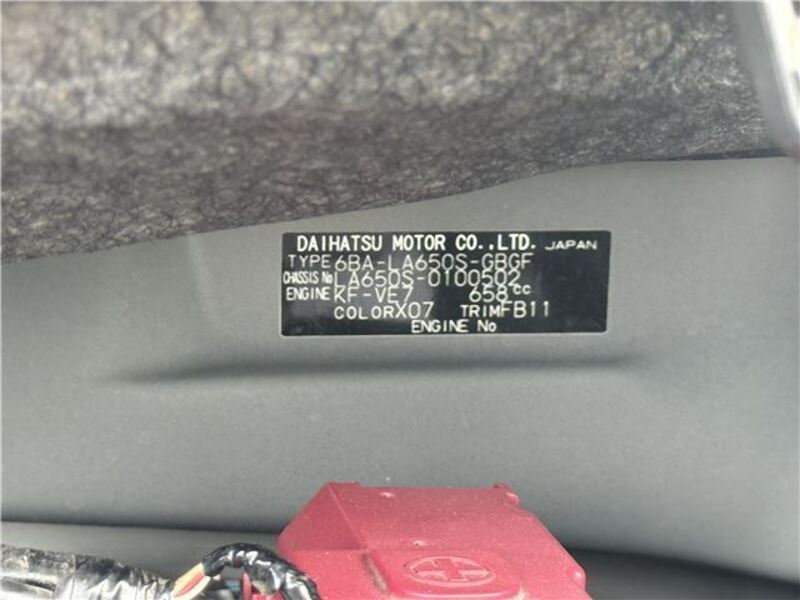 DAIHATSU MOTOR CO.,LTD. JAPAN
TYPE 6BA-LA650S-GBGF
CHASSIS No LA650S-0100502
ENGINE KF-VE7 658cc
COLOR X07 TRIM FB11
ENGINE No